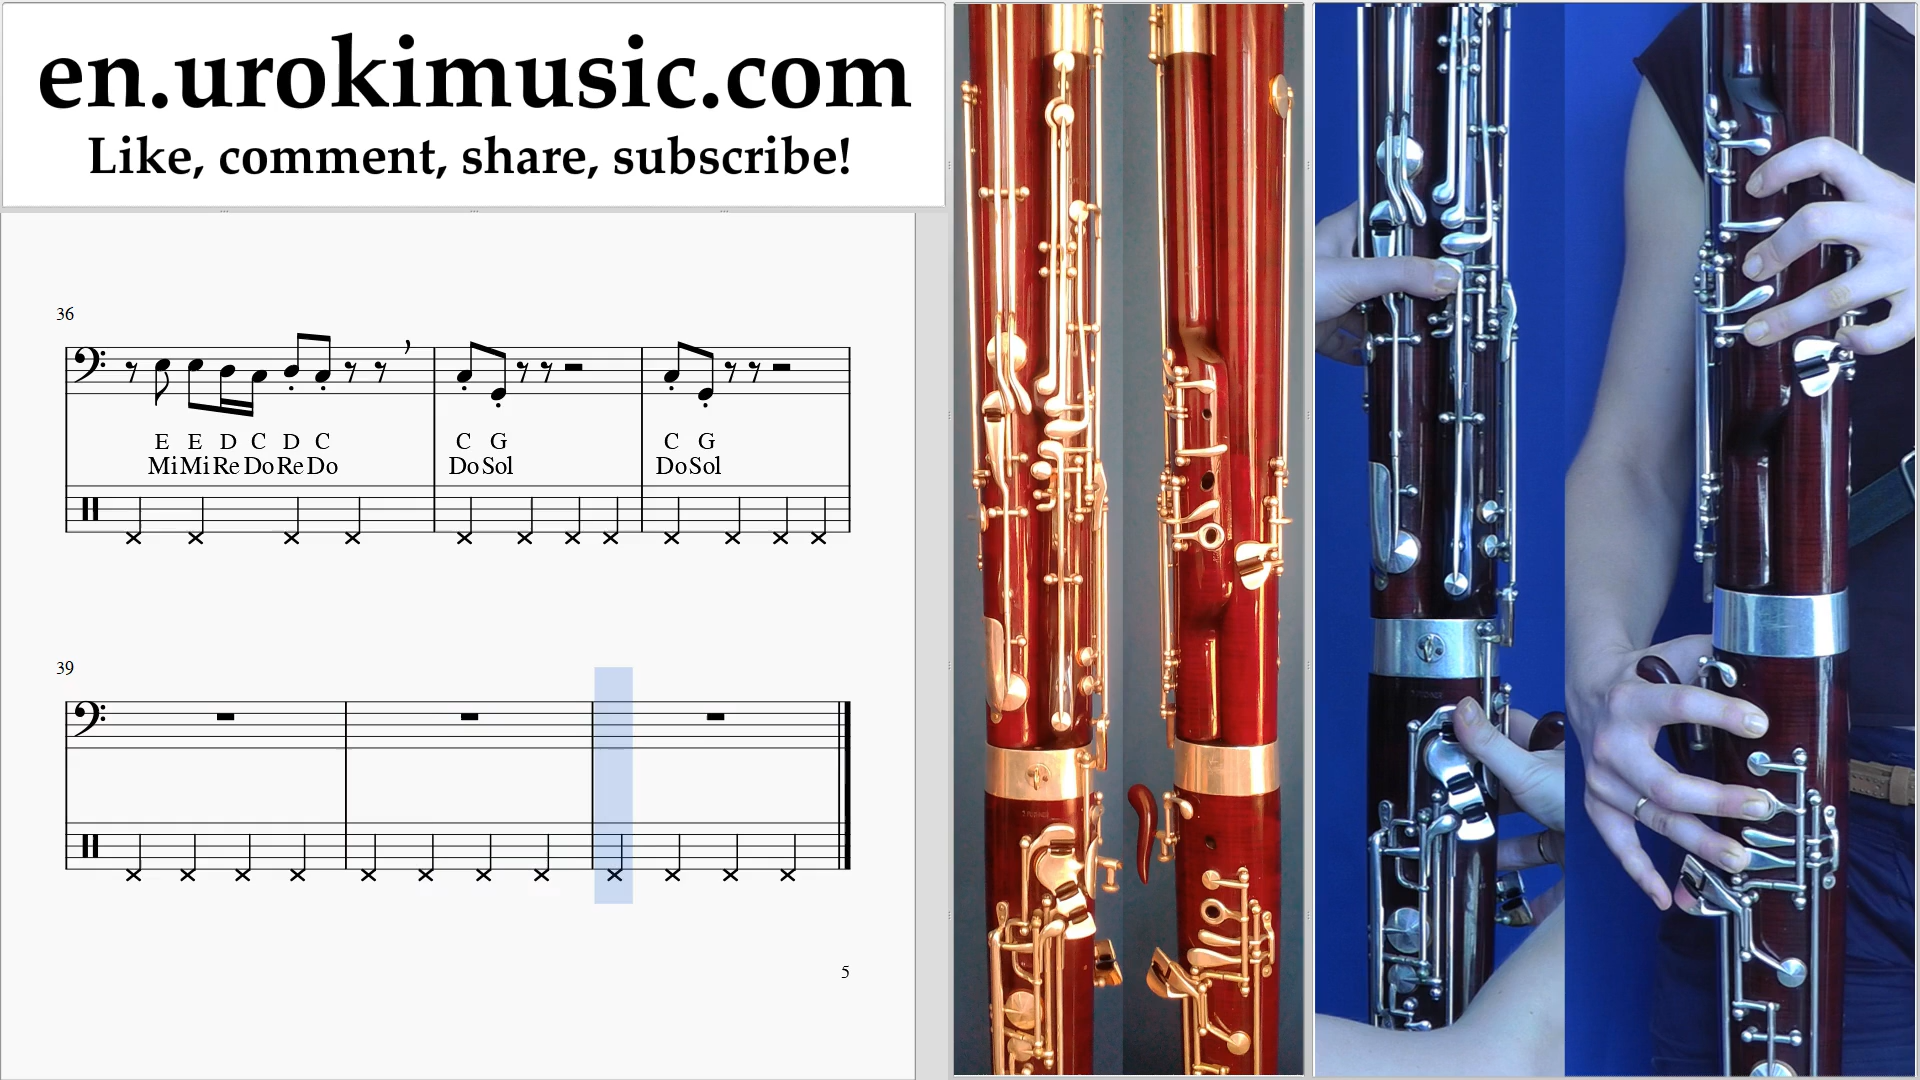 en.urokimusic.com
Like, comment, share, subscribe!
36
E E D C D C C G C G
Mi Mi Re Do Re Do Do Sol Do Sol
39
5